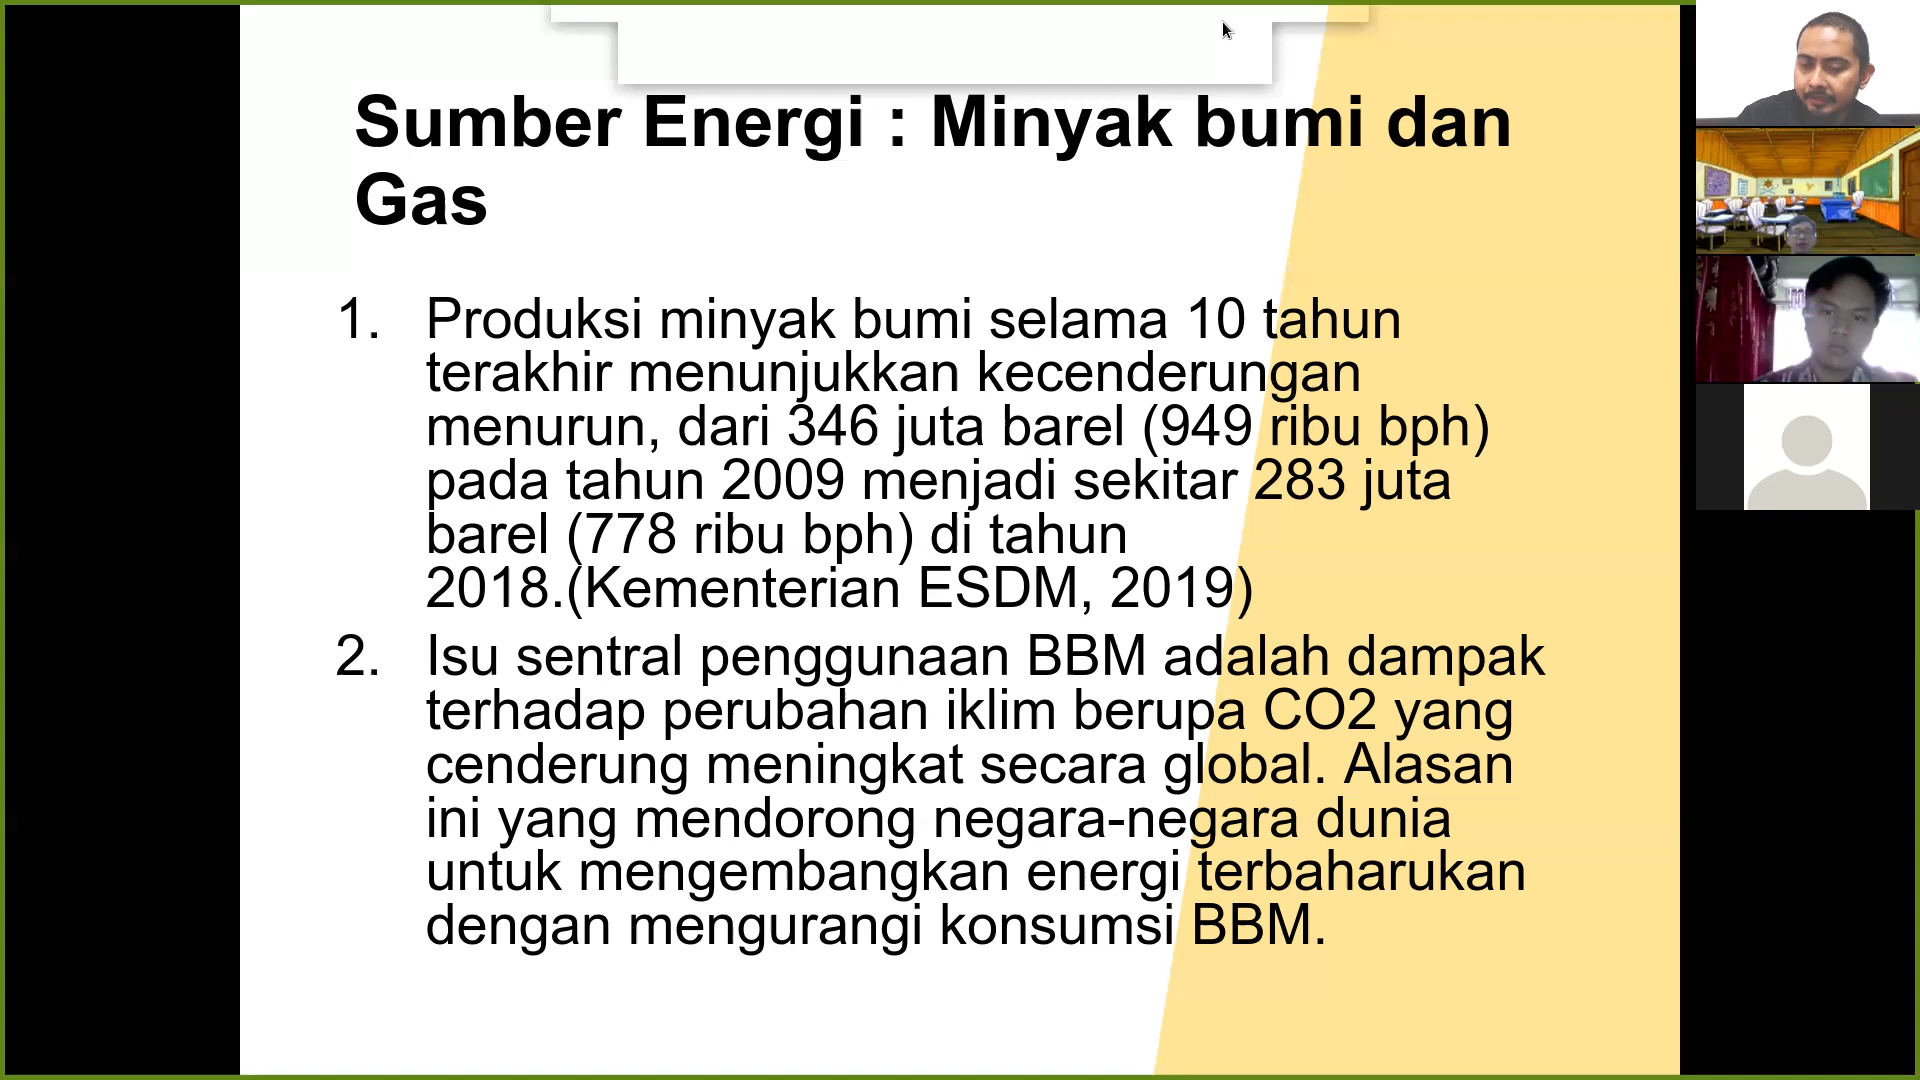 Sumber Energi : Minyak bumi dan
Gas
1. Produksi minyak bumi selama 10 tahun
terakhir menunjukkan kecenderungan
menurun, dari 346 juta barel (949 ribu bph)
pada tahun 2009 menjadi sekitar 283 juta
barel (778 ribu bph) di tahun
2018.(Kementerian ESDM, 2019)
2. Isu sentral penggunaan BBM adalah dampak
terhadap perubahan iklim berupa CO2 yang
cenderung meningkat secara global. Alasan
ini yang mendorong negara-negara dunia
untuk mengembangkan energi terbaharukan
dengan mengurangi konsumsi BBM.